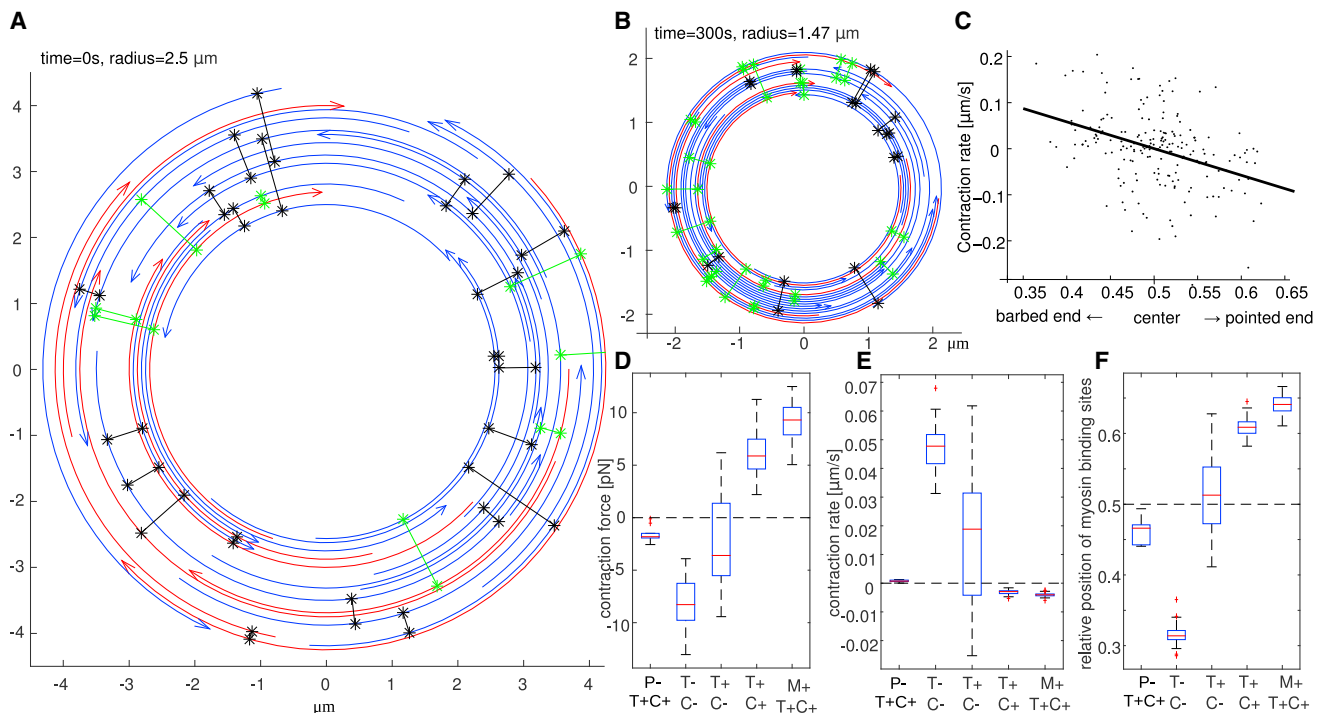 A
time=0s, radius=2.5 μm
4
3
2
1
0
-1
-2
-3
-4
-4 -3 -2 -1 0 1 2 3 4
μm
B
time=300s, radius=1.47 μm
2
1
0
-1
-2
-2 -1 0 1 2 μm
C
Contraction rate [μm/s]
0.2
0.1
0
−0.1
−0.2
0.35 0.4 0.45 0.5 0.55 0.6 0.65
barbed end ← center → pointed end
D
contraction force [pN]
10
5
0
-5
-10
P- T- T+ T+ M+
T+C+ C- C- C+ T+C+
E
contraction rate [μm/s]
0.07
0.06
0.05
0.04
0.03
0.02
0.01
0
-0.01
-0.02
P- T- T+ T+ M+
T+C+ C- C- C+ T+C+
F
relative position of myosin binding sites
0.6
0.5
0.4
0.3
P- T- T+ T+ M+
T+C+ C- C- C+ T+C+